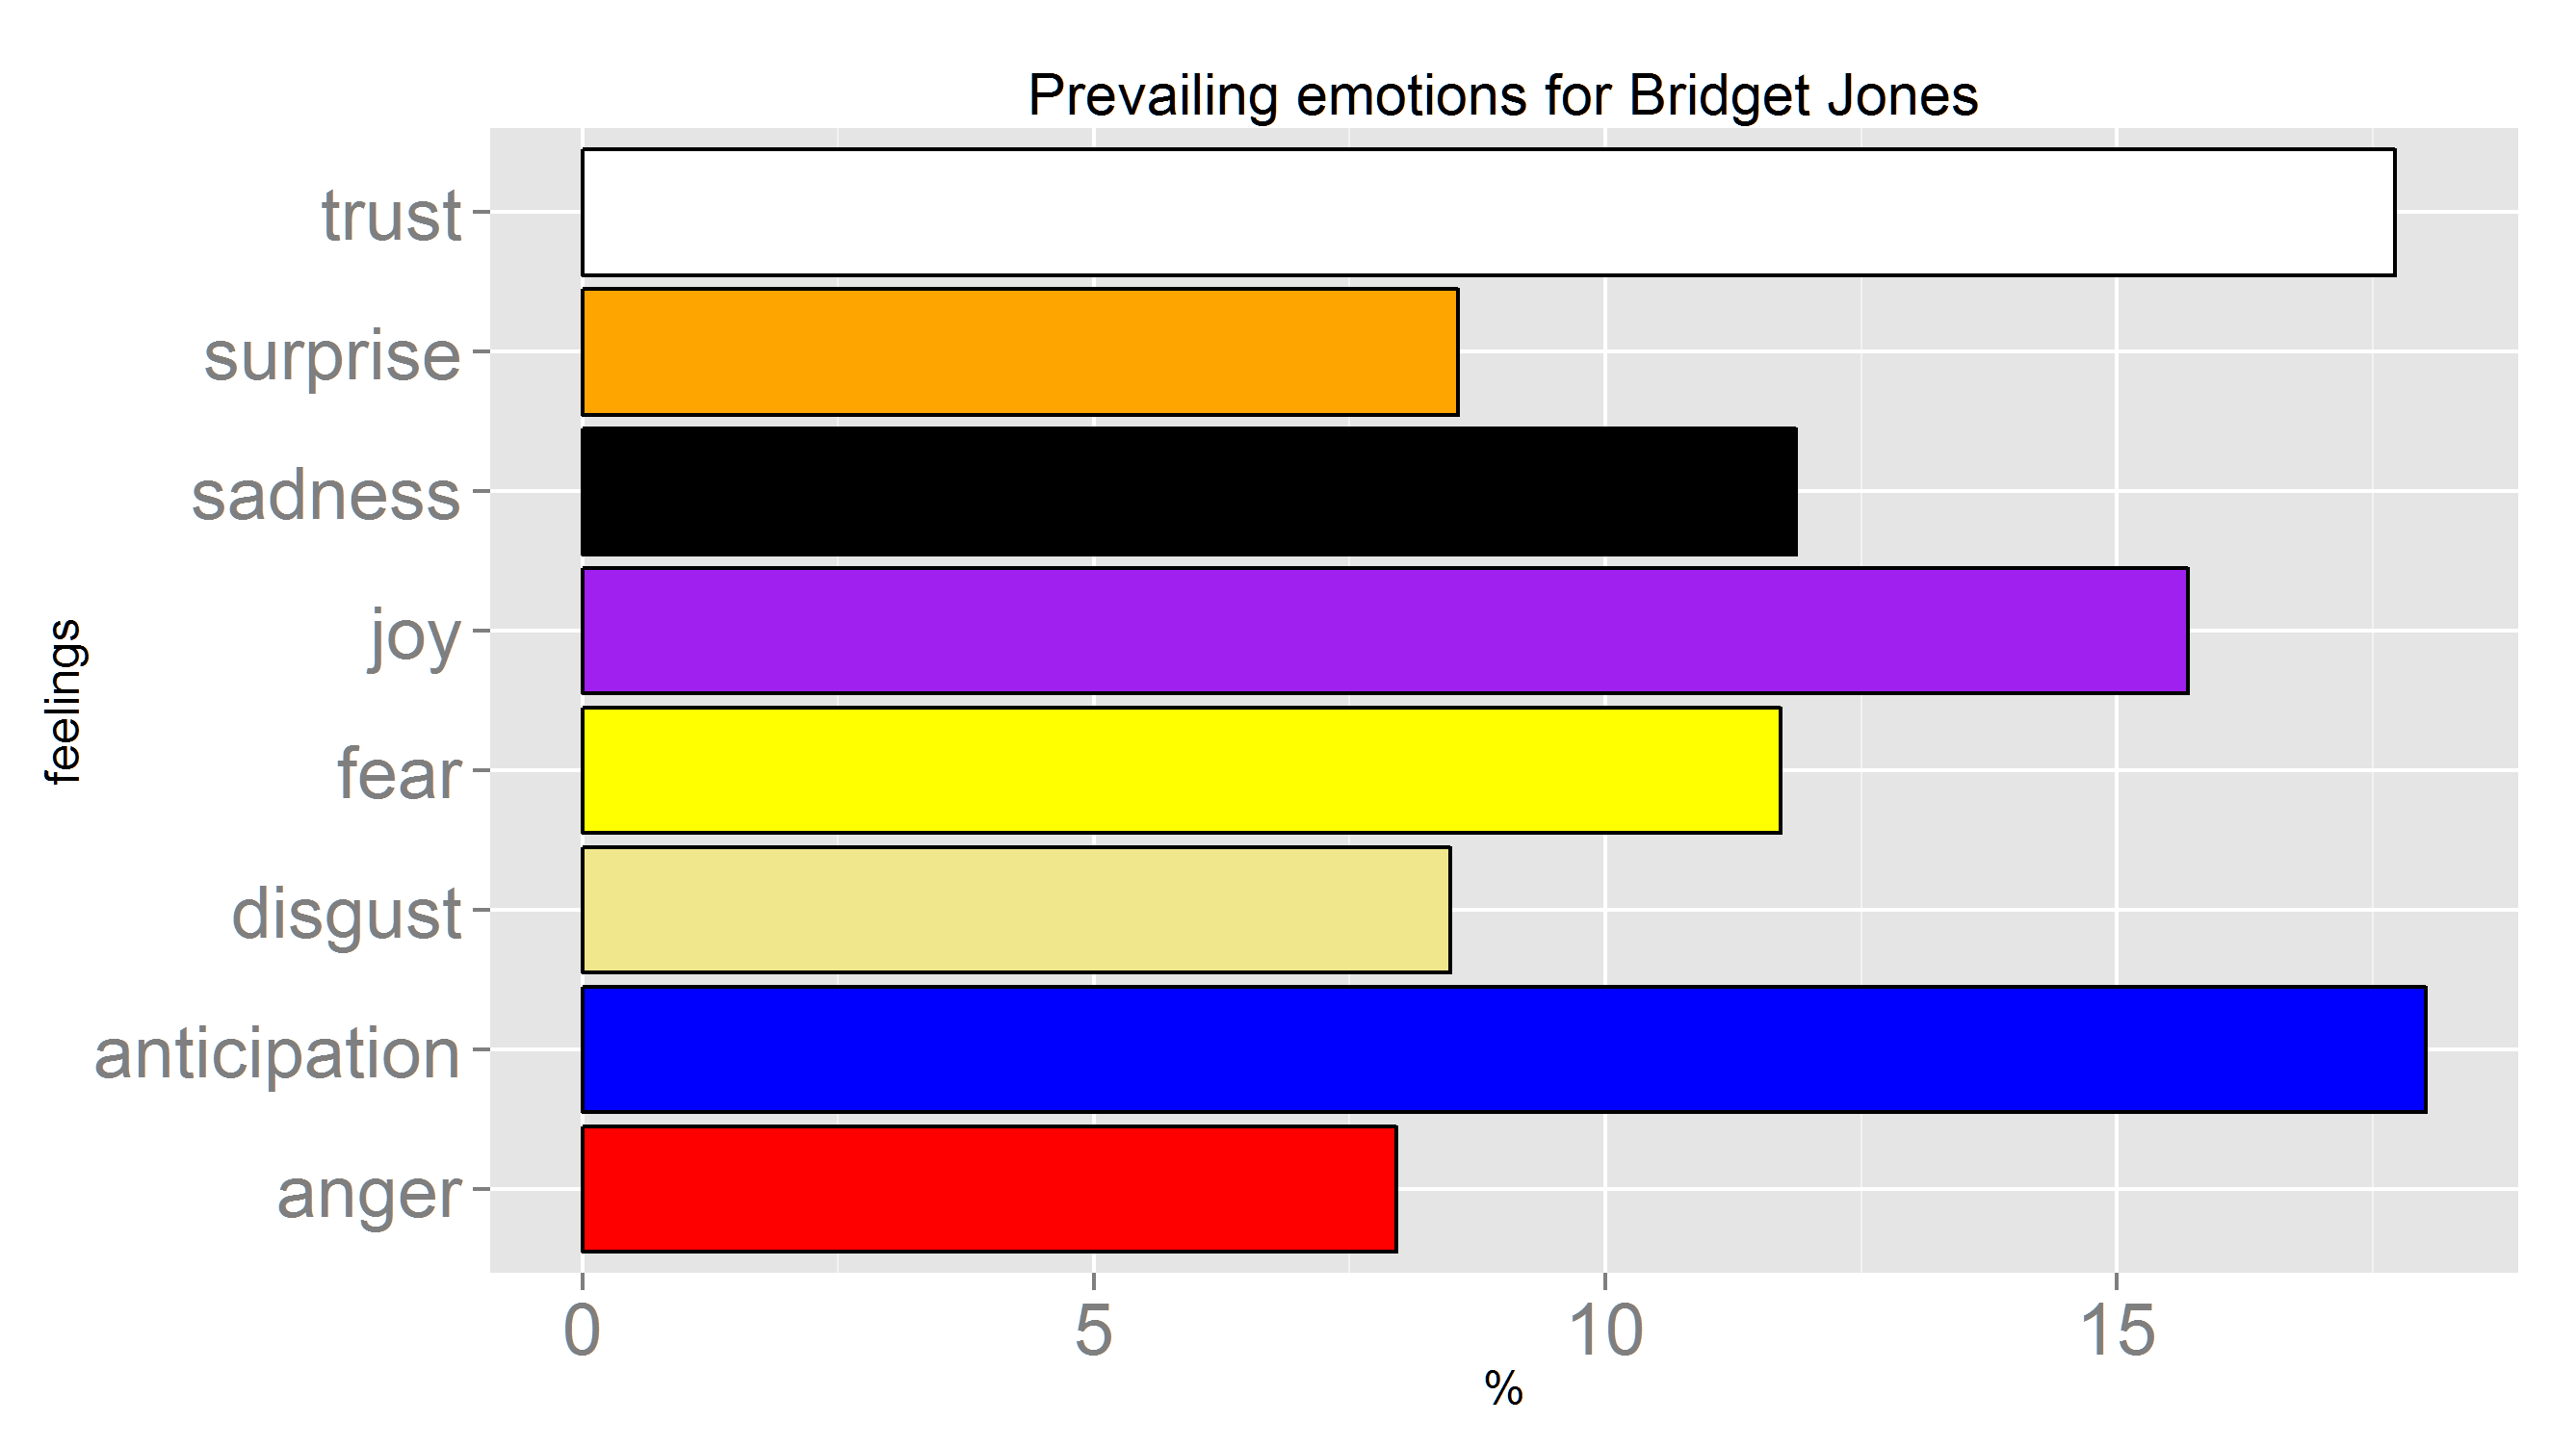 Prevailing emotions for Bridget Jones
trust
surprise
sadness
joy
fear
disgust
anticipation
anger
feelings
0 5 10 15
%